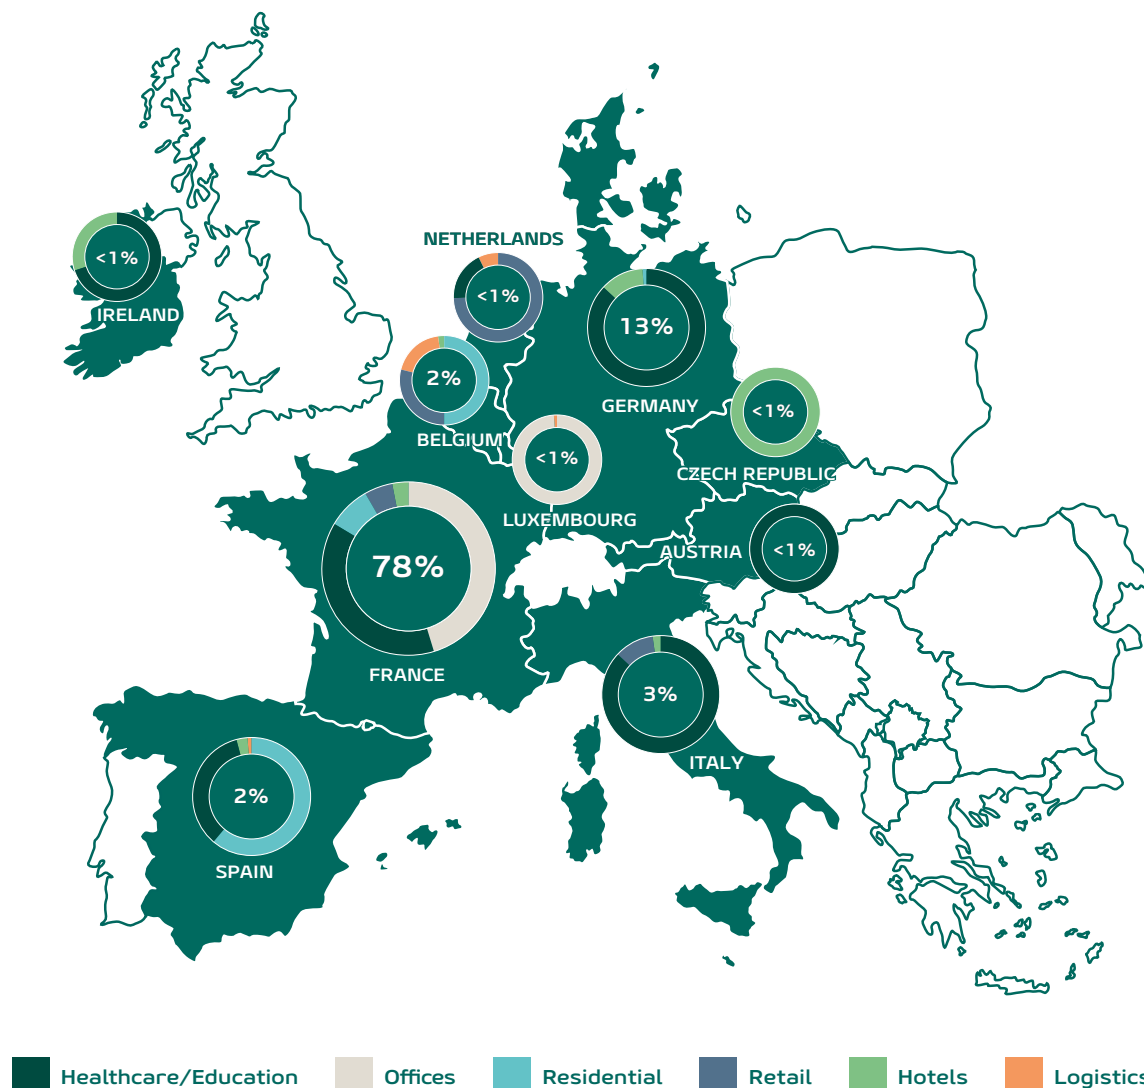 NETHERLANDS
<1%
<1%
IRELAND
13%
2%
GERMANY
<1%
BELGIUM
<1%
CZECH REPUBLIC
LUXEMBOURG
AUSTRIA
<1%
78%
FRANCE
3%
ITALY
2%
SPAIN
Healthcare/Education Offices Residential Retail Hotels Logistics